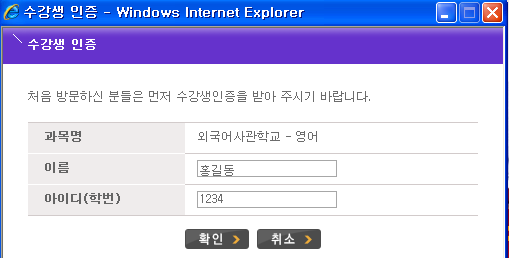 수강생 인증 - Windows Internet Explorer
수강생 인증
처음 방문하신 분들은 먼저 수강생인증을 받아 주시기 바랍니다.
과목명 외국어사관학교 - 영어
이름 홍길동
아이디(학번) 1234
확인 취소